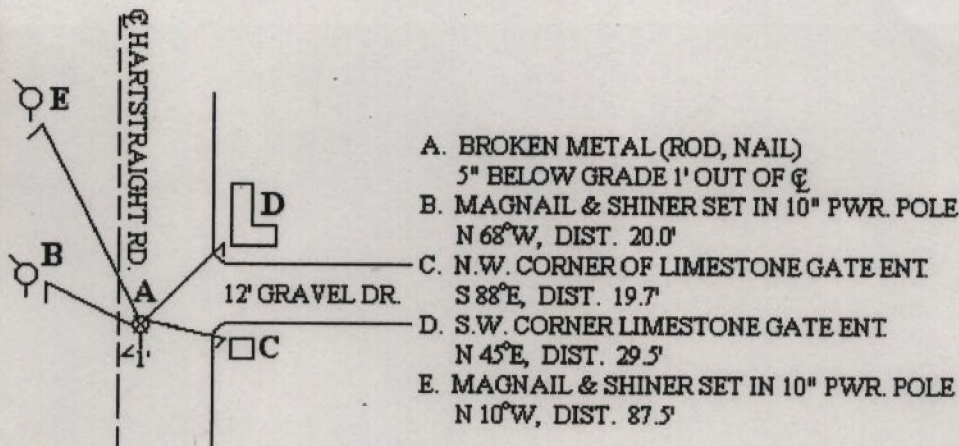 ℄ HARTSTRAIGHT RD.
E
D
B
A
12' GRAVEL DR.
C
1'
A. BROKEN METAL (ROD, NAIL)
5" BELOW GRADE 1' OUT OF ℄
B. MAGNAIL & SHINER SET IN 10" PWR. POLE
N 68°W, DIST. 20.0'
C. N.W. CORNER OF LIMESTONE GATE ENT.
S 88°E, DIST. 19.7'
D. S.W. CORNER LIMESTONE GATE ENT.
N 45°E, DIST. 29.5'
E. MAGNAIL & SHINER SET IN 10" PWR. POLE
N 10°W, DIST. 87.5'